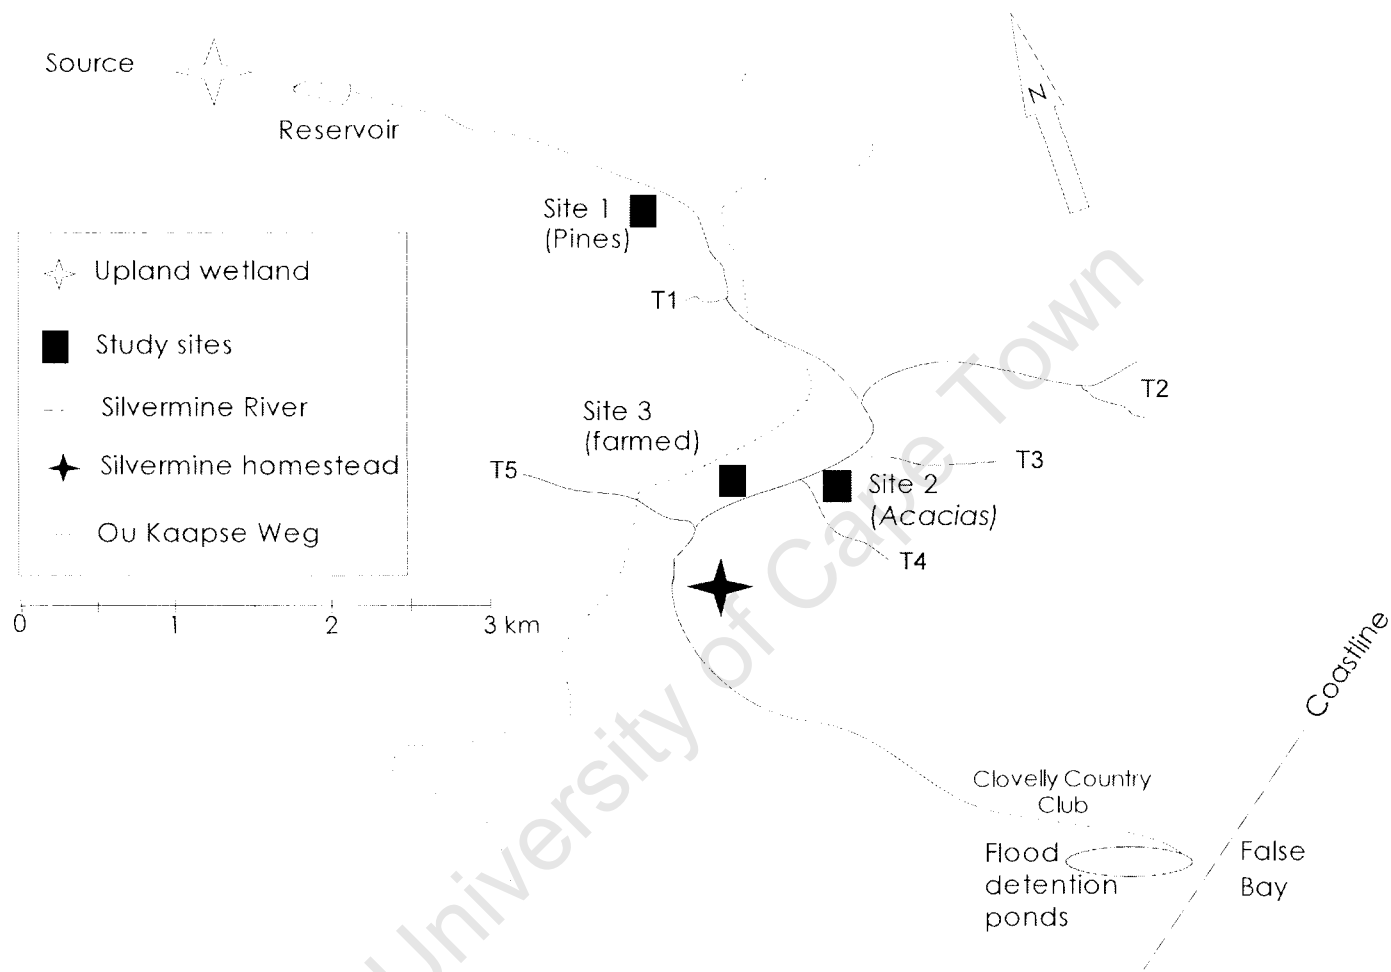 Source
Reservoir
N
Site 1
(Pines)
T1
Upland wetland
Study sites
Silvermine River
Silvermine homestead
Ou Kaapse Weg
0 1 2 3 km
T2
Site 3
(farmed)
T5
T3
Site 2
(Acacias)
T4
Coastline
Clovelly Country
Club
Flood
detention
ponds
False
Bay
University of Cape Town